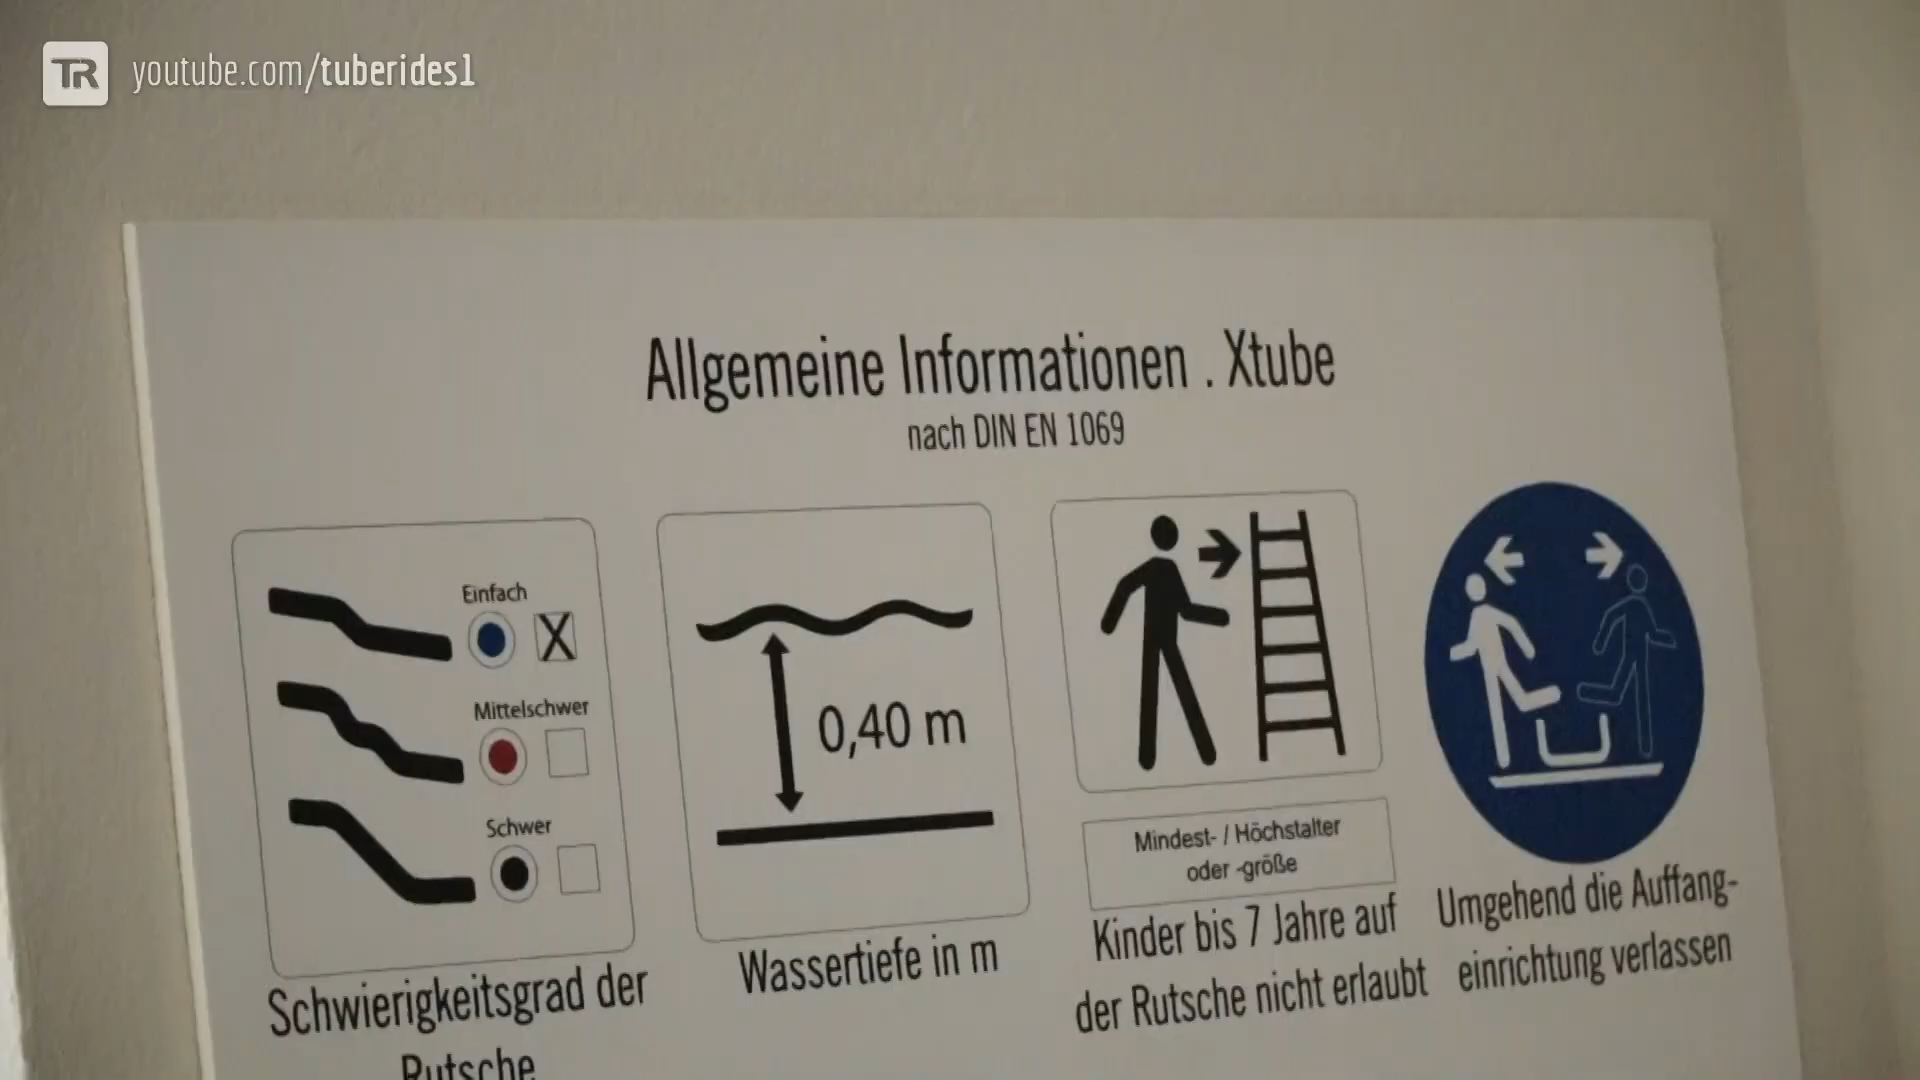 TR youtube.com/tuberides1
Allgemeine Informationen . Xtube
nach DIN EN 1069
Einfach
X
Mittelschwer
Schwer
Schwierigkeitsgrad der
Rutsche
0,40 m
Wassertiefe in m
Mindest- / Höchstalter
oder -größe
Kinder bis 7 Jahre auf
der Rutsche nicht erlaubt
Umgehend die Auffang-
einrichtung verlassen